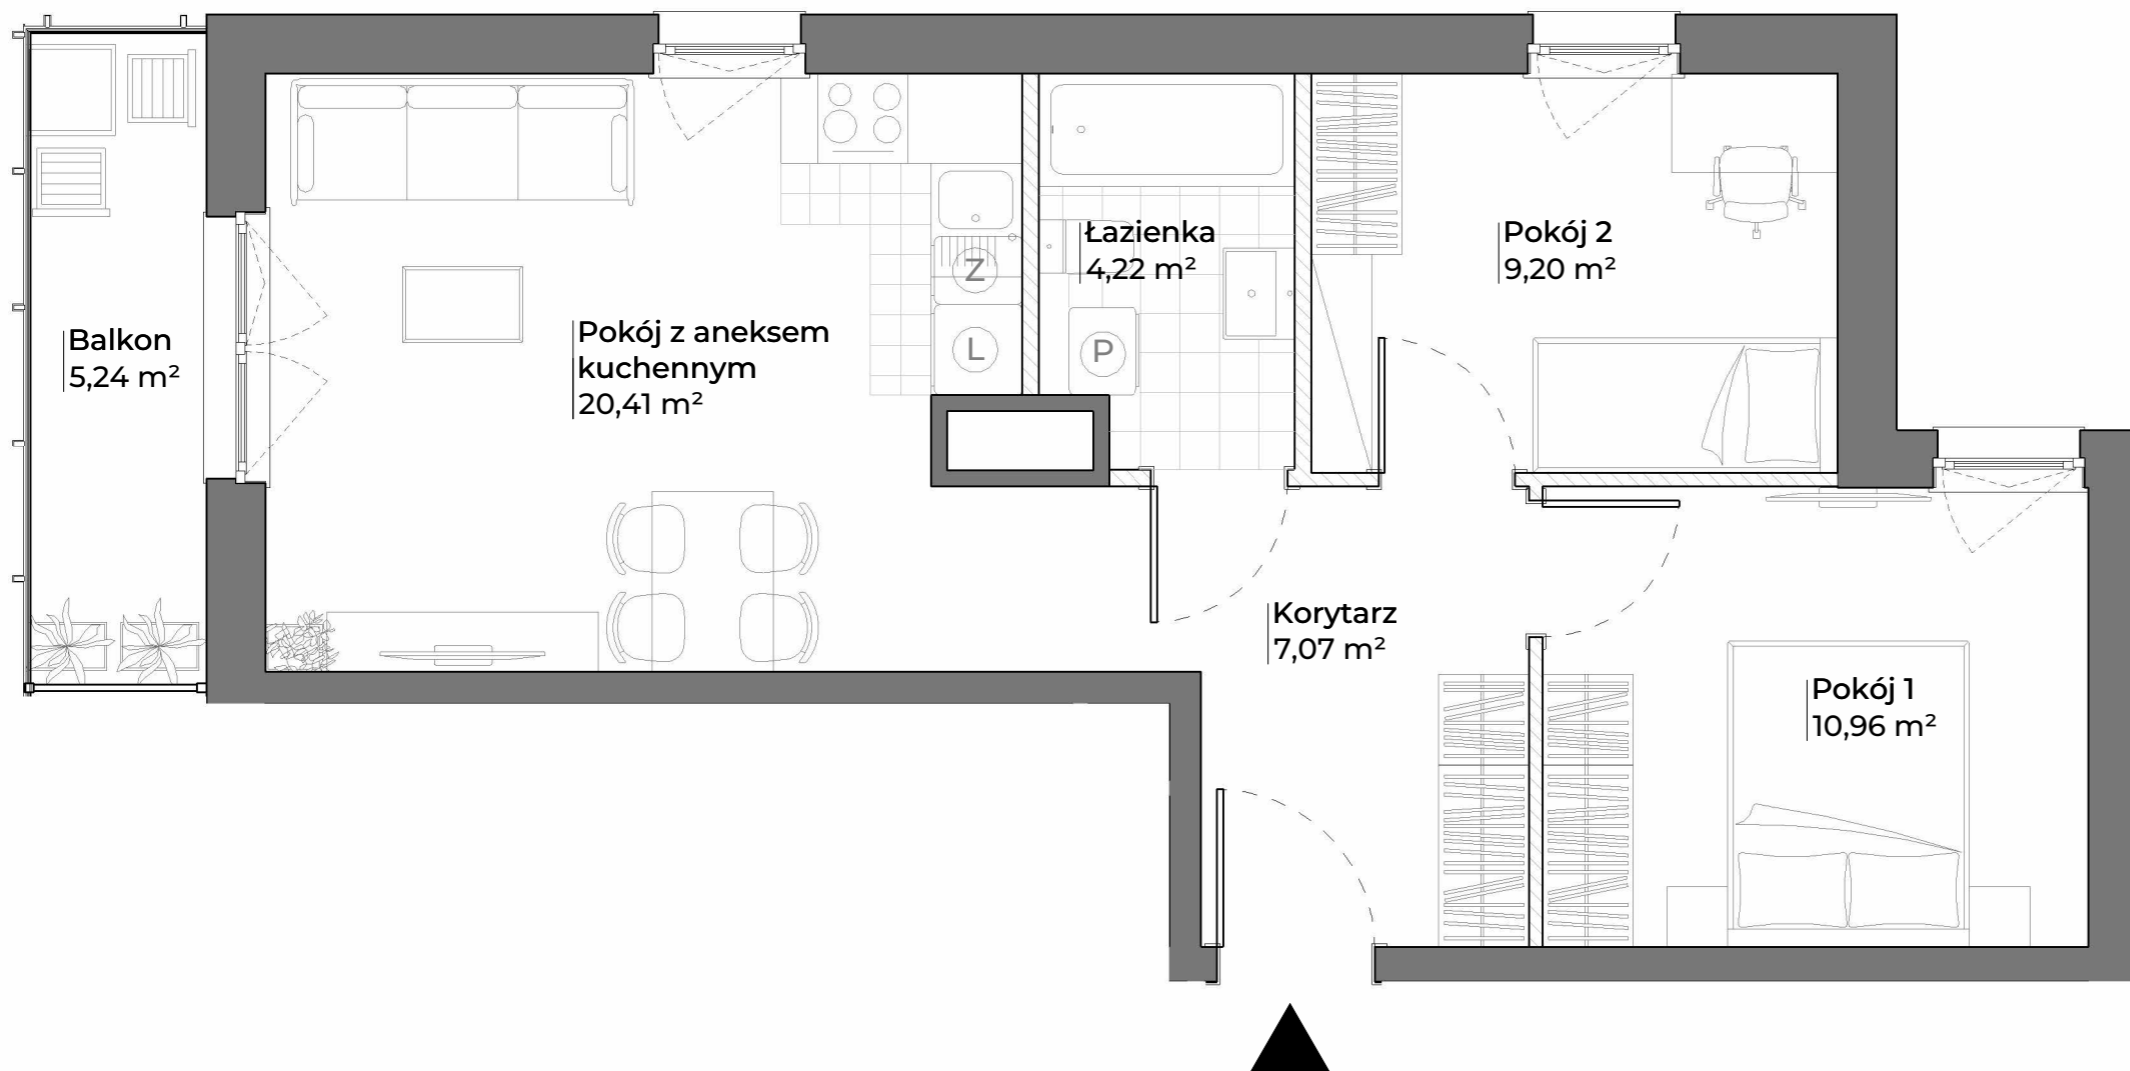 Balkon
5,24 m²
Pokój z aneksem
kuchennym
20,41 m²
Z
L
Łazienka
4,22 m²
P
Pokój 2
9,20 m²
Korytarz
7,07 m²
Pokój 1
10,96 m²